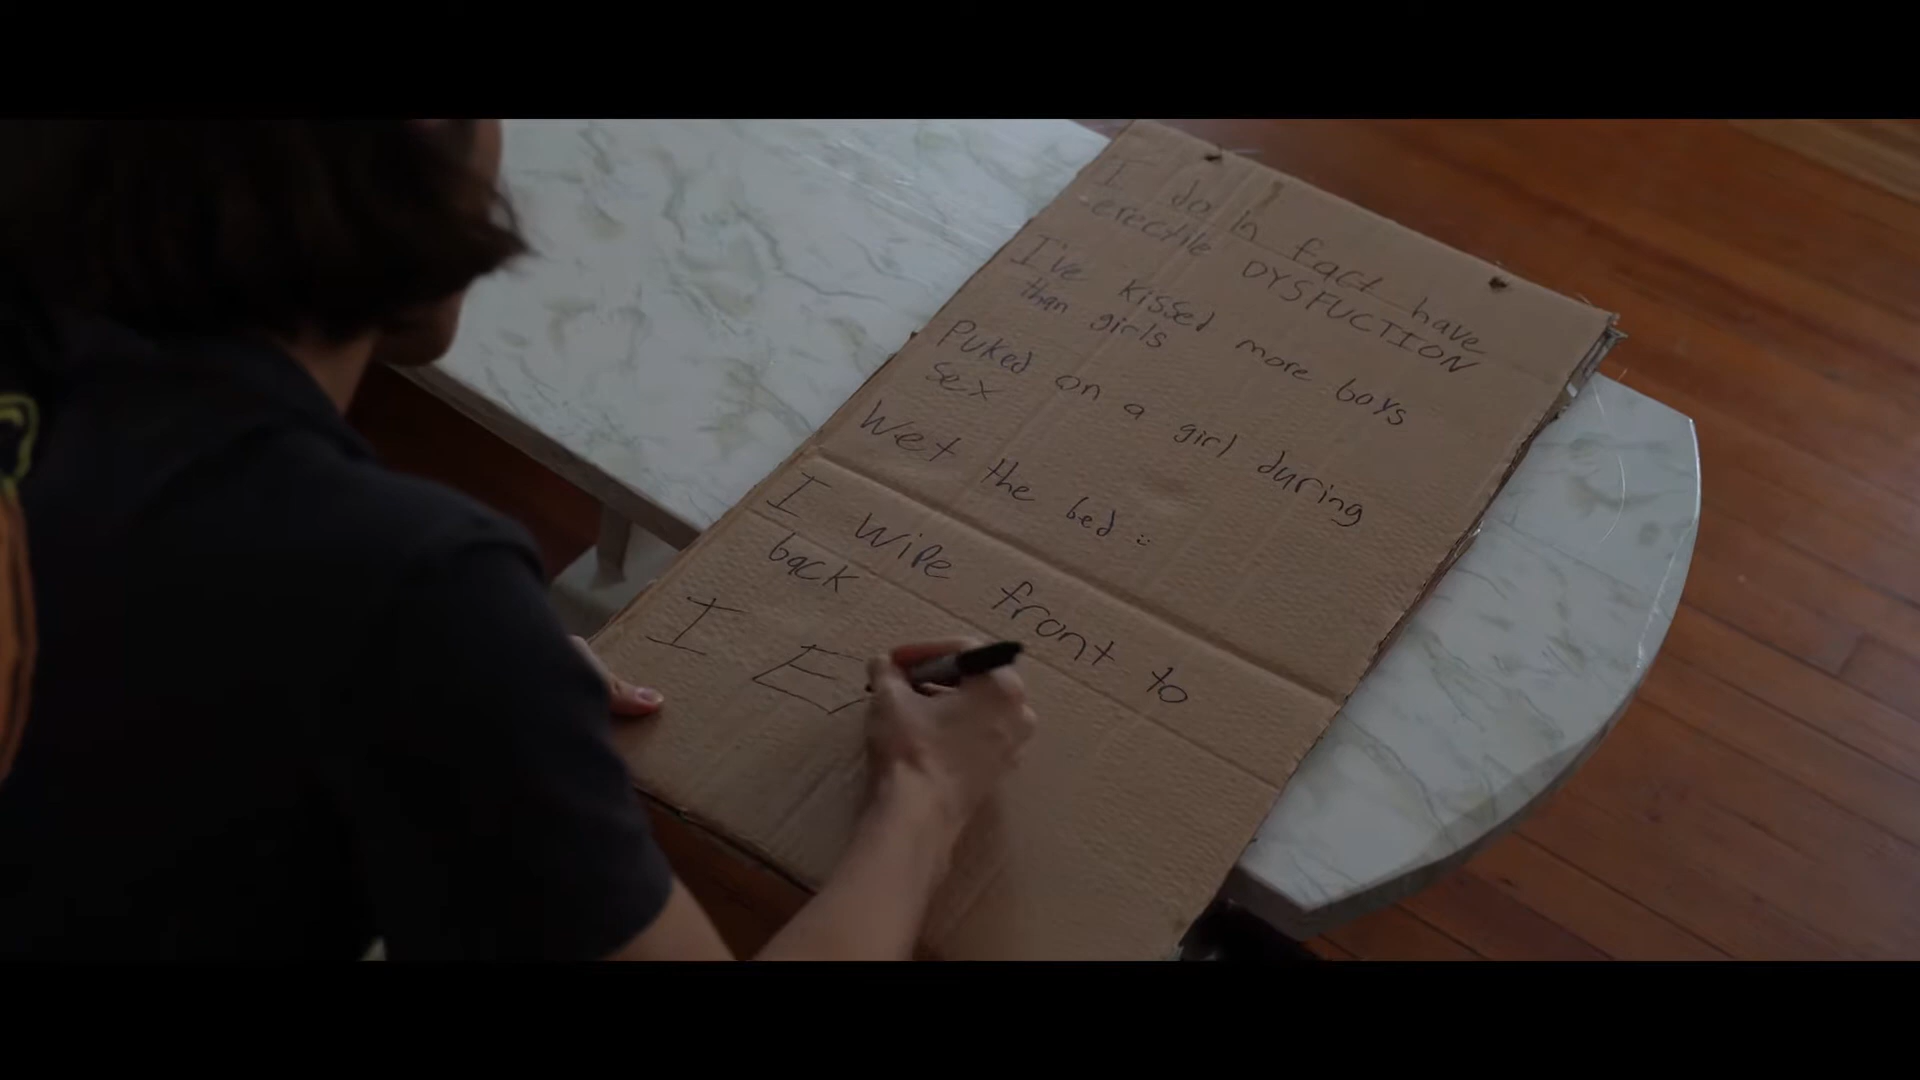 I do in fact have
erectile DYSFUCTION
I've kissed more boys
than girls
Puked on a girl during
sex
Wet the bed :
I wipe front to
back
I E